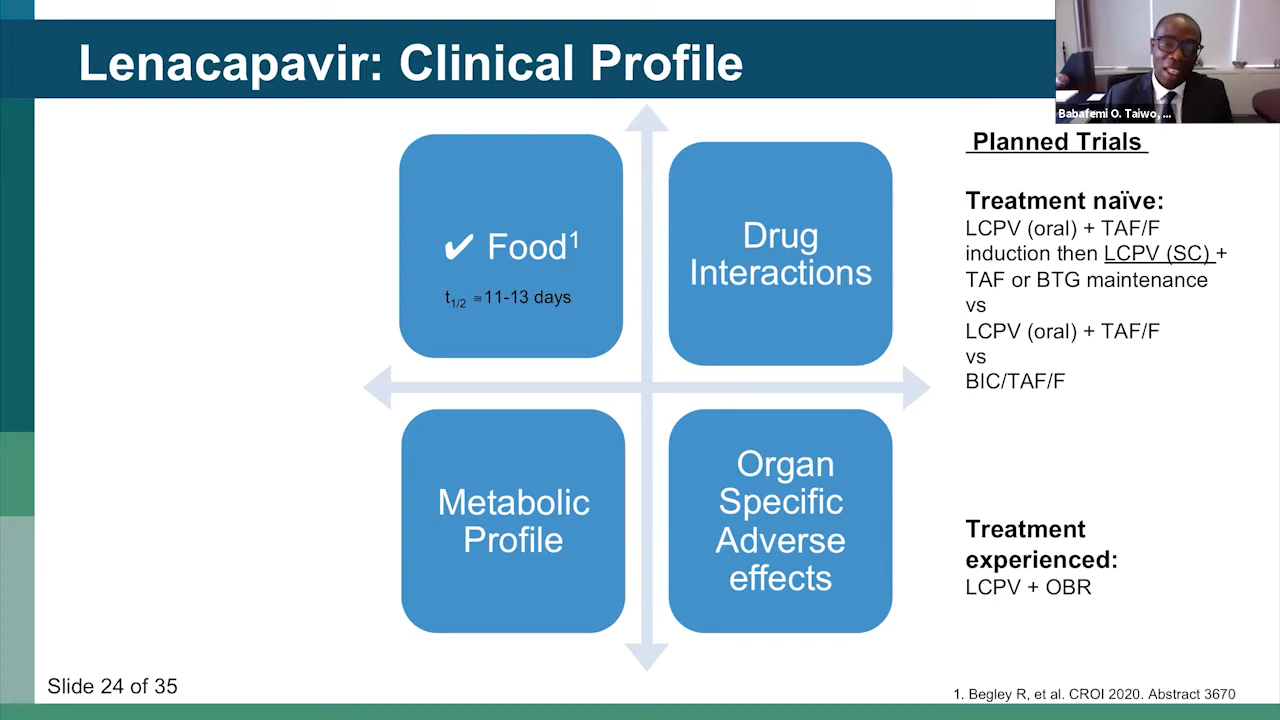 Lenacapavir: Clinical Profile
Babafemi O. Taiwo, ...
✔ Food1
t1/2 ≅11-13 days
Drug
Interactions
Metabolic
Profile
Organ
Specific
Adverse
effects
Planned Trials
Treatment naïve:
LCPV (oral) + TAF/F
induction then LCPV (SC) +
TAF or BTG maintenance
vs
LCPV (oral) + TAF/F
vs
BIC/TAF/F
Treatment
experienced:
LCPV + OBR
Slide 24 of 35
1. Begley R, et al. CROI 2020. Abstract 3670